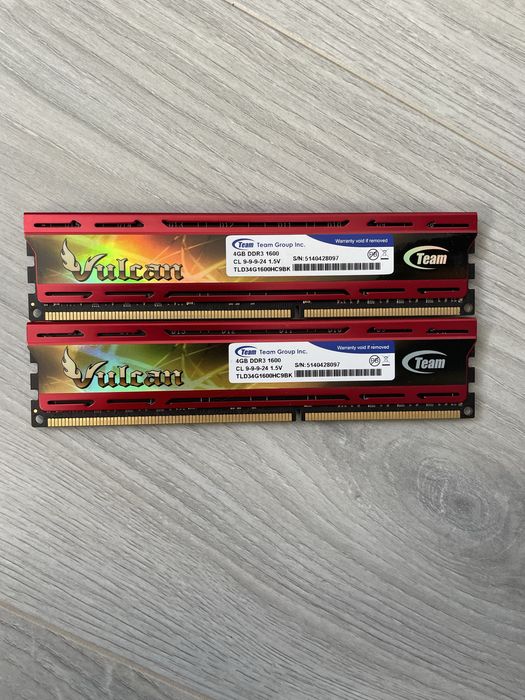 Vulcan
Team Team Group Inc.
4GB DDR3 1600
CL 9-9-9-24 1.5V
TLD34G1600HC9BK
Warranty void if removed
S/N:5140428097
Team
Vulcan
Team Team Group Inc.
4GB DDR3 1600
CL 9-9-9-24 1.5V
TLD34G1600HC9BK
Warranty void if removed
S/N:5140428097
Team